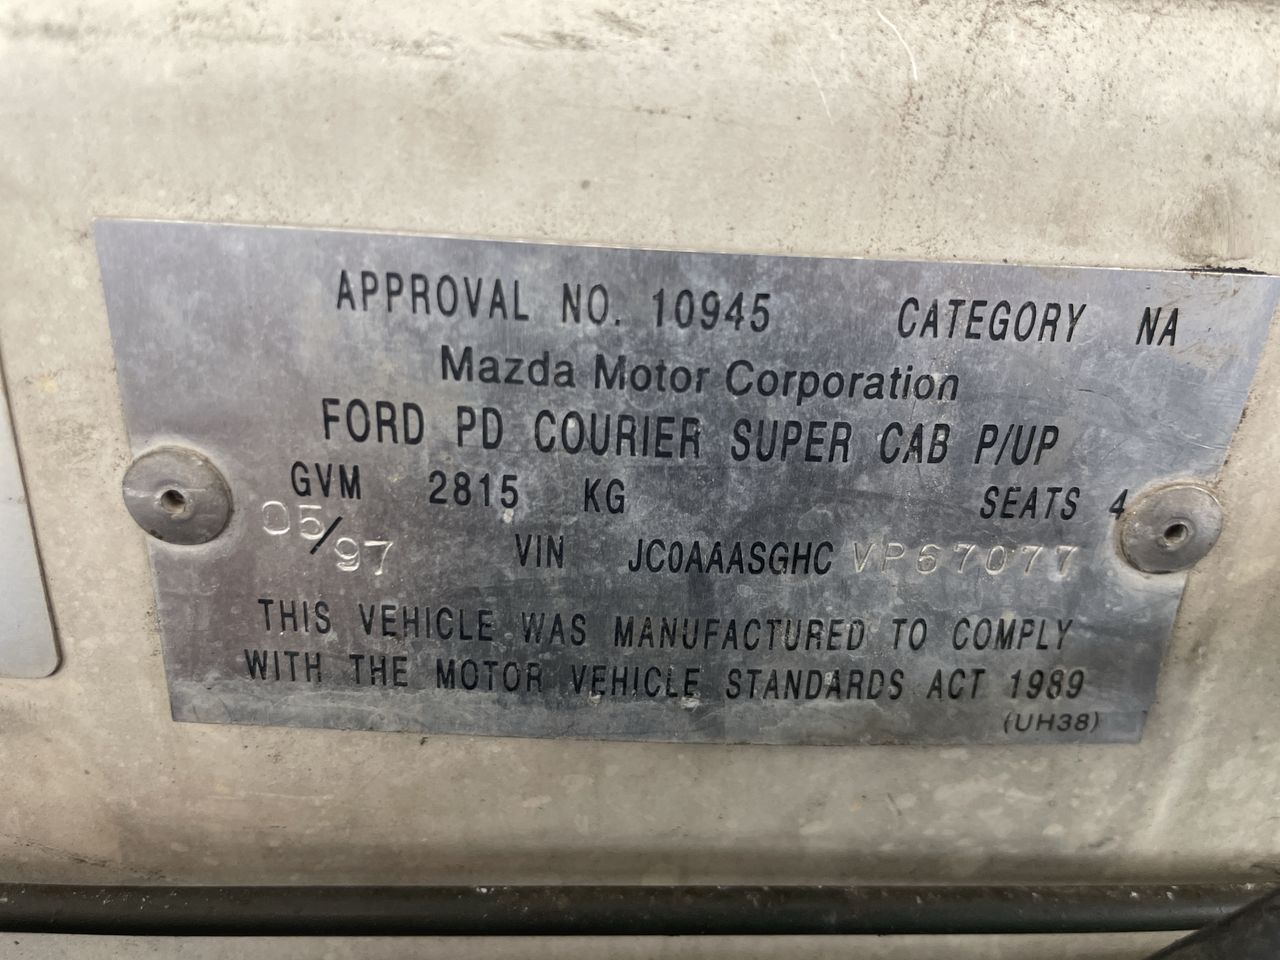 APPROVAL NO. 10945 CATEGORY NA
Mazda Motor Corporation
FORD PD COURIER SUPER CAB P/UP
GVM 2815 KG SEATS 4
05/97 VIN JC0AAASGHC VP67077
THIS VEHICLE WAS MANUFACTURED TO COMPLY
WITH THE MOTOR VEHICLE STANDARDS ACT 1989
(UH38)